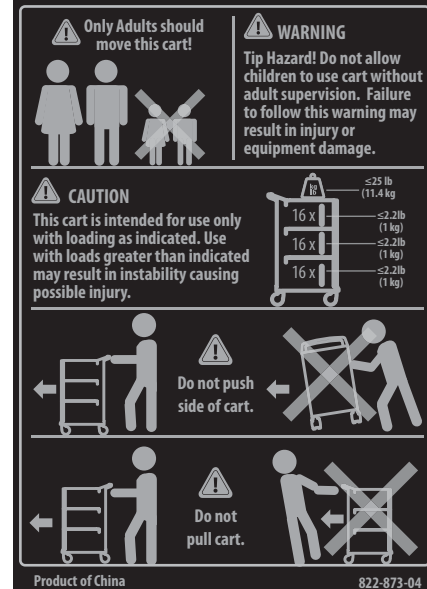 Only Adults should
move this cart!
WARNING
Tip Hazard! Do not allow
children to use cart without
adult supervision. Failure
to follow this warning may
result in injury or
equipment damage.
CAUTION
This cart is intended for use only
with loading as indicated. Use
with loads greater than indicated
may result in instability causing
possible injury.
kg
lb
≤25 lb
(11.4 kg
16 x
≤2.2lb
(1 kg)
16 x
≤2.2lb
(1 kg)
16 x
≤2.2lb
(1 kg)
Do not push
side of cart.
Do not
pull cart.
Product of China
822-873-04